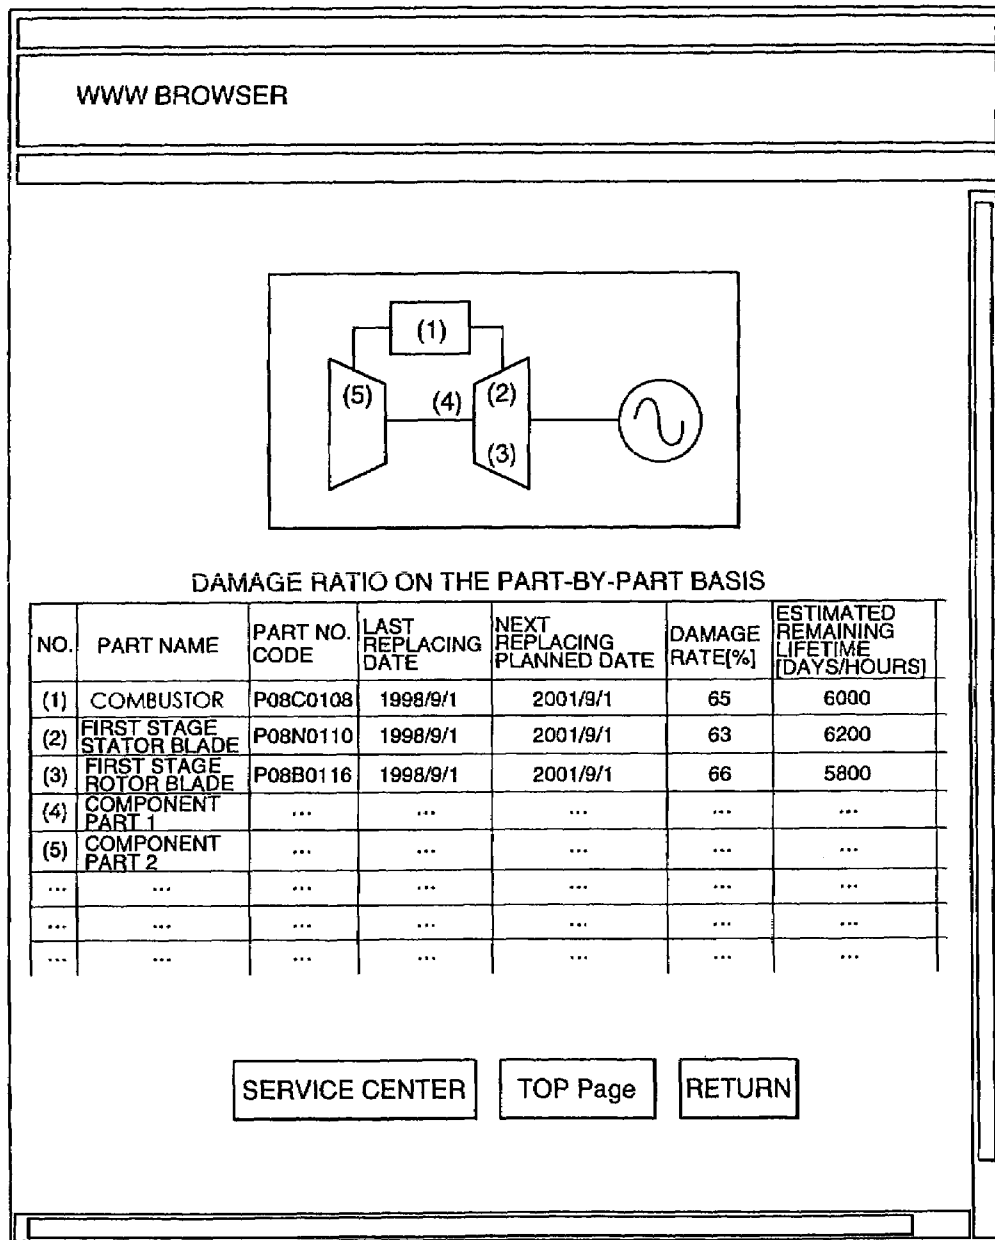 WWW BROWSER
(1)
(5)
(4)
(2)
(3)
DAMAGE RATIO ON THE PART-BY-PART BASIS
NO. PART NAME PART NO. CODE LAST REPLACING DATE NEXT REPLACING PLANNED DATE DAMAGE RATE[%] ESTIMATED REMAINING LIFETIME [DAYS/HOURS]
(1) COMBUSTOR P08C0108 1998/9/1 2001/9/1 65 6000
(2) FIRST STAGE STATOR BLADE P08N0110 1998/9/1 2001/9/1 63 6200
(3) FIRST STAGE ROTOR BLADE P08B0116 1998/9/1 2001/9/1 66 5800
(4) COMPONENT PART 1 ... ... ... ... ...
(5) COMPONENT PART 2 ... ... ... ... ...
... ... ... ... ... ... ...
... ... ... ... ... ... ...
... ... ... ... ... ... ...
SERVICE CENTER TOP Page RETURN